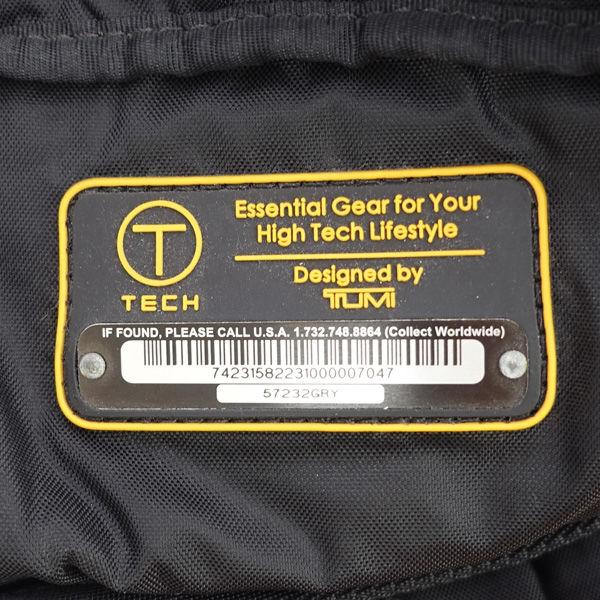 T
TECH
Essential Gear for Your
High Tech Lifestyle
Designed by
TUMI
IF FOUND, PLEASE CALL U.S.A. 1.732.748.8864 (Collect Worldwide)
74231582231000007047
57232GRY